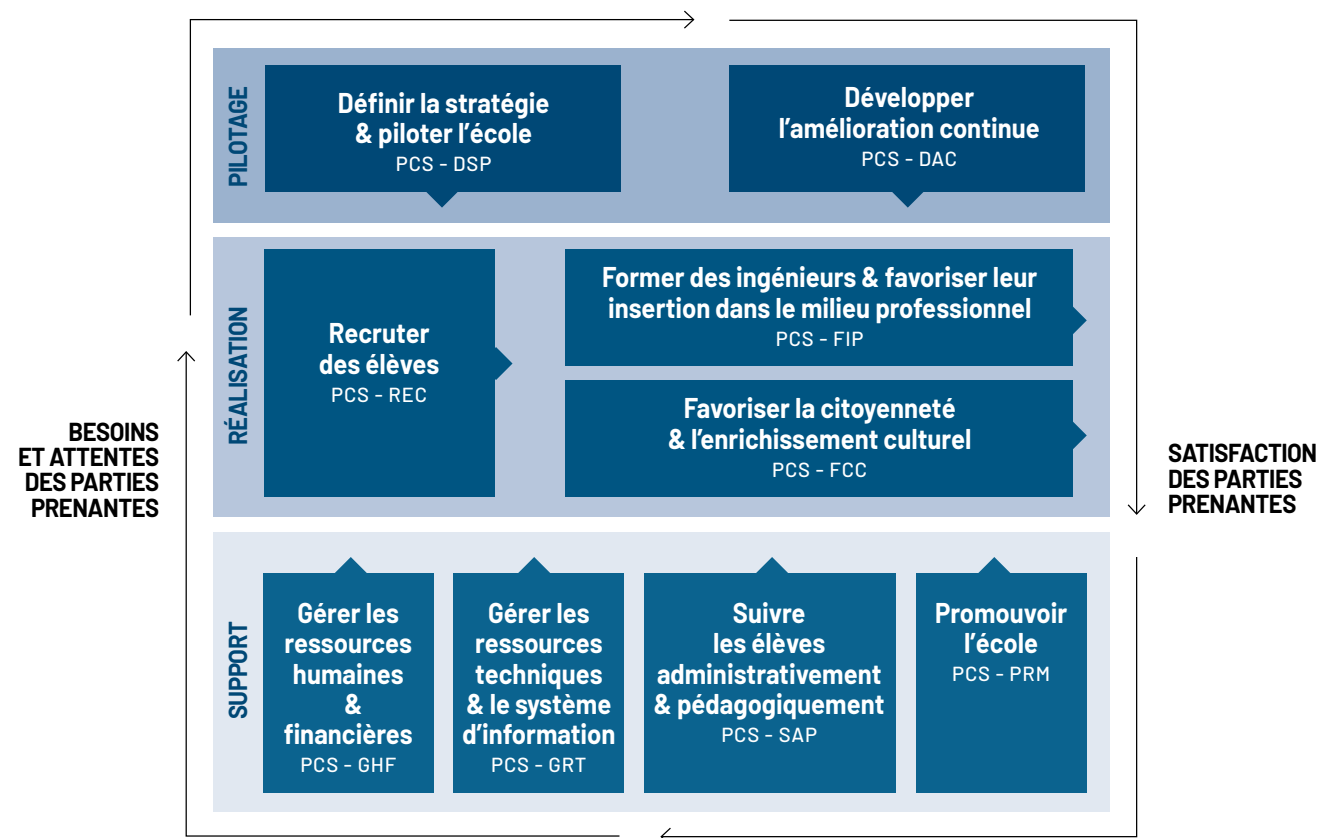 PILOTAGE
Définir la stratégie
& piloter l’école
PCS - DSP
Développer
l’amélioration continue
PCS - DAC
RÉALISATION
Recruter
des élèves
PCS - REC
Former des ingénieurs & favoriser leur
insertion dans le milieu professionnel
PCS - FIP
Favoriser la citoyenneté
& l’enrichissement culturel
PCS - FCC
BESOINS
ET ATTENTES
DES PARTIES
PRENANTES
SATISFACTION
DES PARTIES
PRENANTES
SUPPORT
Gérer les
ressources
humaines
&
financières
PCS - GHF
Gérer les
ressources
techniques
& le système
d’information
PCS - GRT
Suivre
les élèves
administrativement
& pédagogiquement
PCS - SAP
Promouvoir
l’école
PCS - PRM